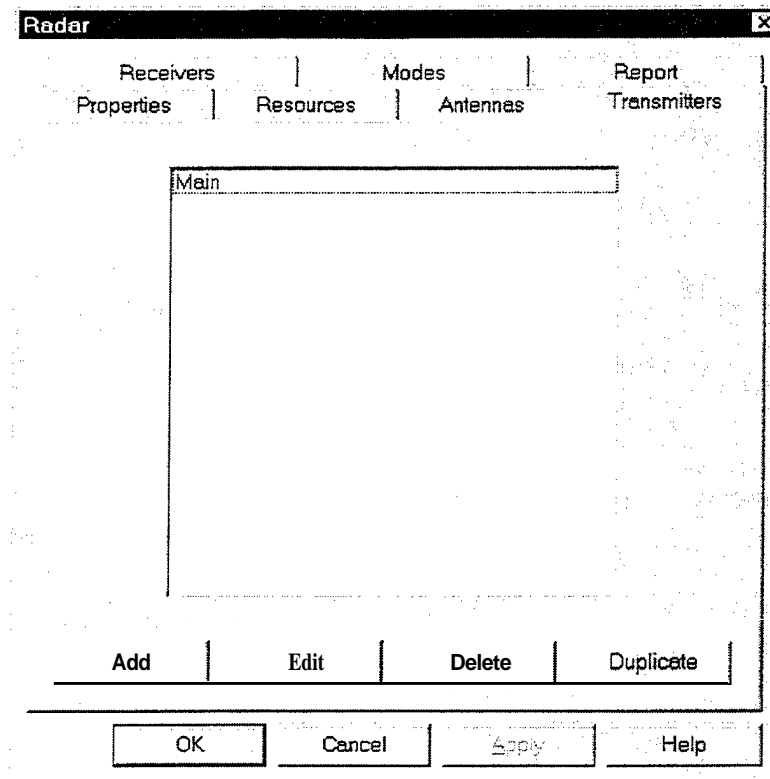 Radar
Receivers Modes Report
Properties Resources Antennas Transmitters
Main
Add Edit Delete Duplicate
OK Cancel Apply Help